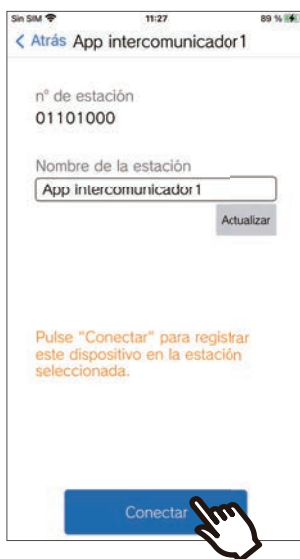 Sin SIM 11:27 89 %
< Atrás App intercomunicador1
n° de estación
01101000
Nombre de la estación
App intercomunicador1
Actualizar
Pulse "Conectar" para registrar
este dispositivo en la estación
seleccionada.
Conectar